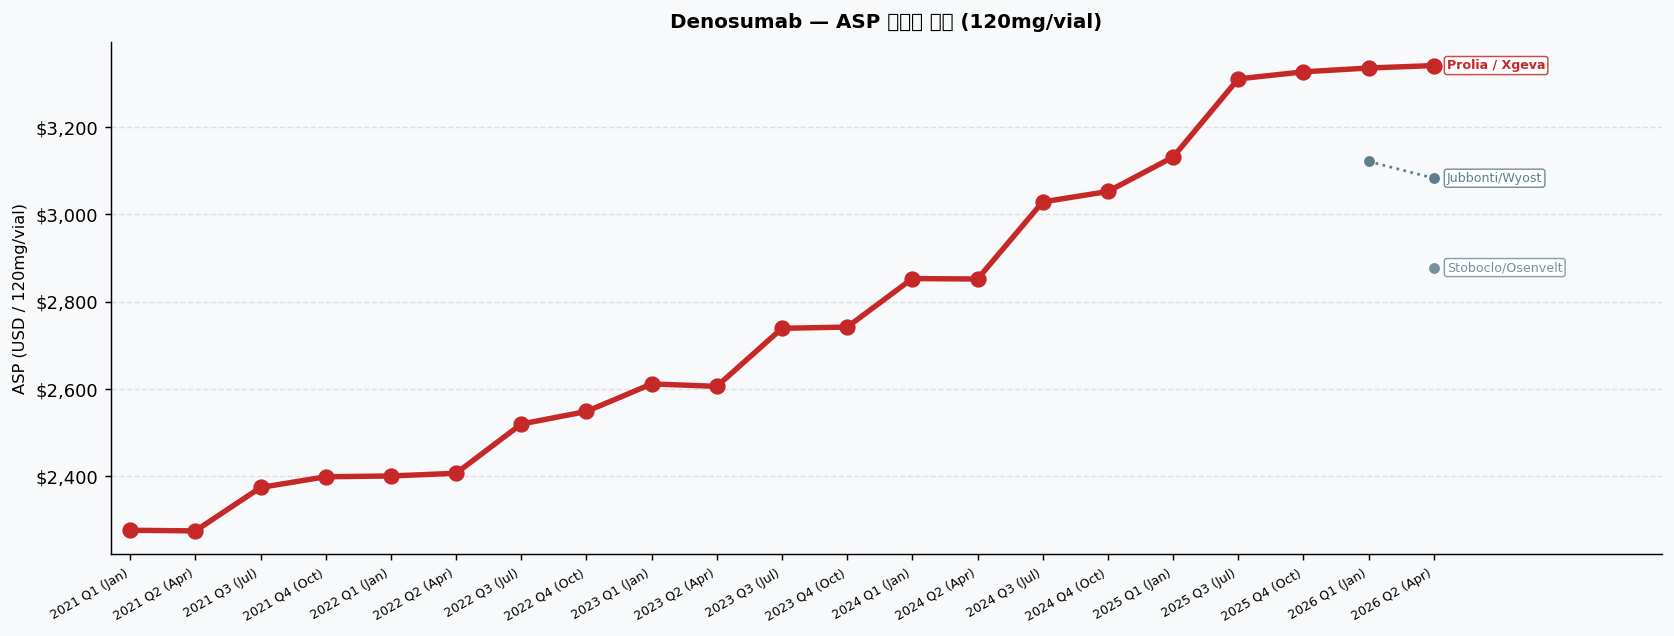 Denosumab — ASP (120mg/vial)
ASP (USD / 120mg/vial)
$3,200
$3,000
$2,800
$2,600
$2,400
Prolia / Xgeva
Jubbonti/Wyost
Stoboclo/Osenvelt
2021 Q1 (Jan)
2021 Q2 (Apr)
2021 Q3 (Jul)
2021 Q4 (Oct)
2022 Q1 (Jan)
2022 Q2 (Apr)
2022 Q3 (Jul)
2022 Q4 (Oct)
2023 Q1 (Jan)
2023 Q2 (Apr)
2023 Q3 (Jul)
2023 Q4 (Oct)
2024 Q1 (Jan)
2024 Q2 (Apr)
2024 Q3 (Jul)
2024 Q4 (Oct)
2025 Q1 (Jan)
2025 Q3 (Jul)
2025 Q4 (Oct)
2026 Q1 (Jan)
2026 Q2 (Apr)